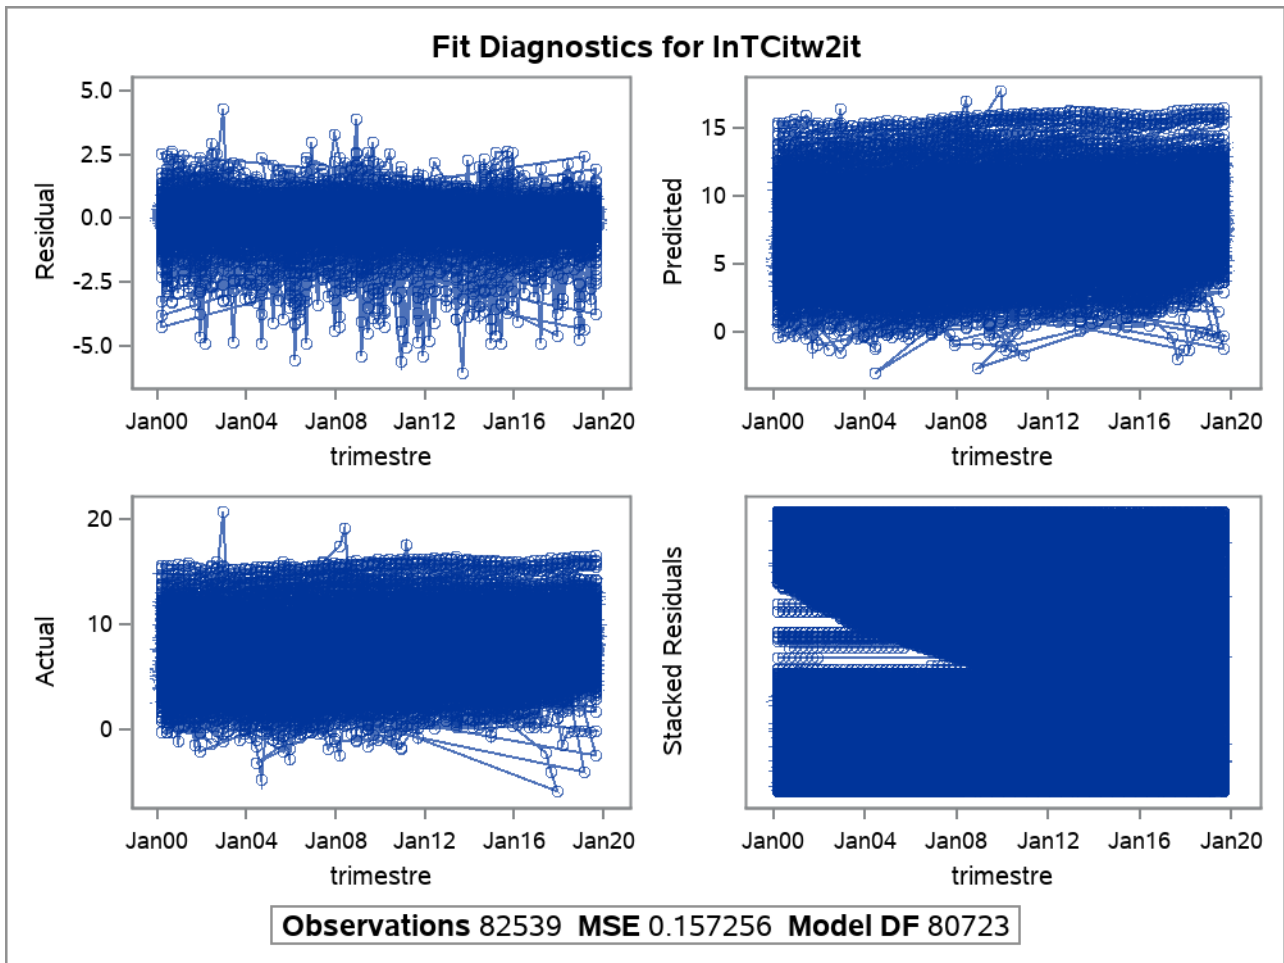 Fit Diagnostics for lnTCitw2it
5.0
2.5
0.0
-2.5
-5.0
Residual
Jan00 Jan04 Jan08 Jan12 Jan16 Jan20
trimestre
15
10
5
0
Predicted
Jan00 Jan04 Jan08 Jan12 Jan16 Jan20
trimestre
20
10
0
Actual
Jan00 Jan04 Jan08 Jan12 Jan16 Jan20
trimestre
Stacked Residuals
Jan00 Jan04 Jan08 Jan12 Jan16 Jan20
trimestre
Observations 82539 MSE 0.157256 Model DF 80723